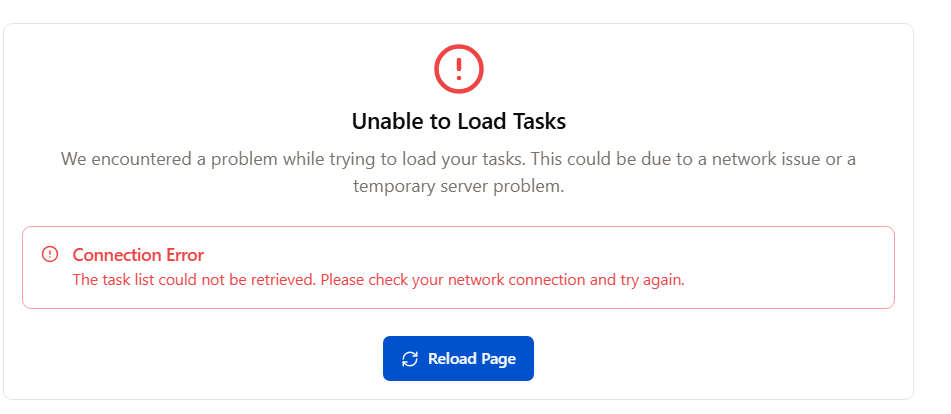 Unable to Load Tasks
We encountered a problem while trying to load your tasks. This could be due to a network issue or a
temporary server problem.
Connection Error
The task list could not be retrieved. Please check your network connection and try again.
Reload Page